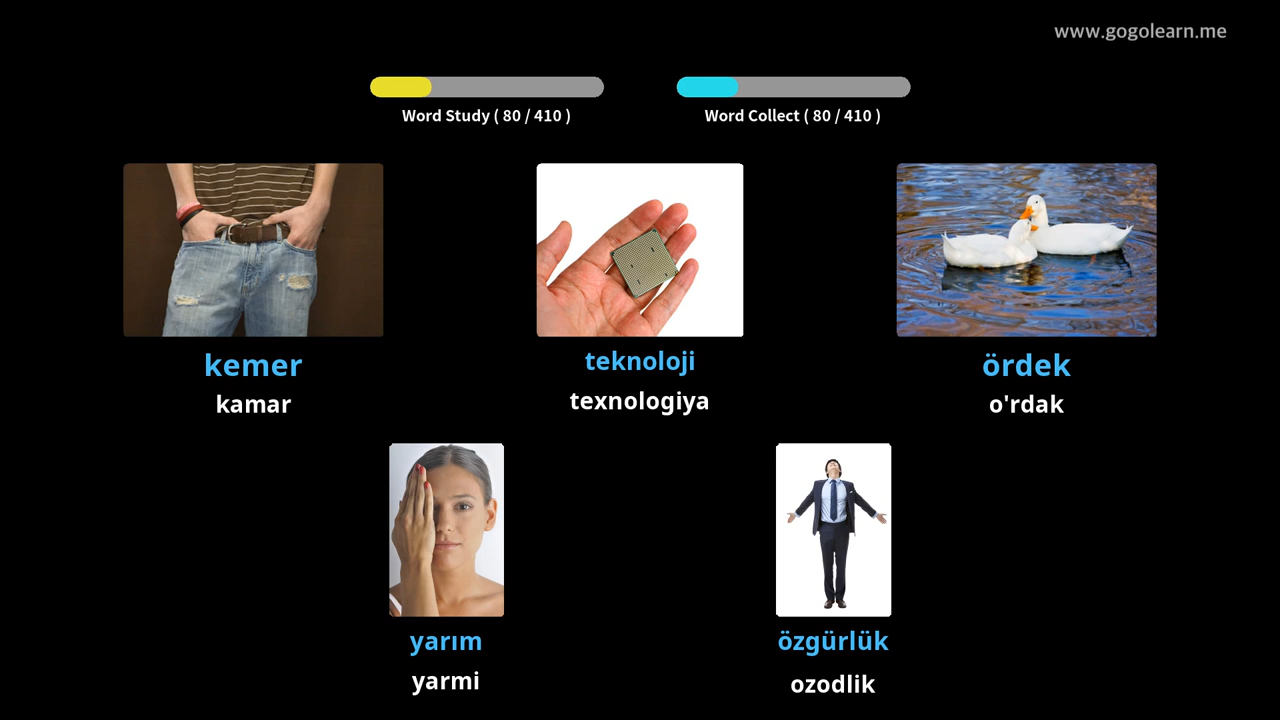 www.gogolearn.me
Word Study ( 80 / 410 )
Word Collect ( 80 / 410 )
kemer
teknoloji
ördek
kamar
texnologiya
o'rdak
yarım
özgürlük
yarmi
ozodlik